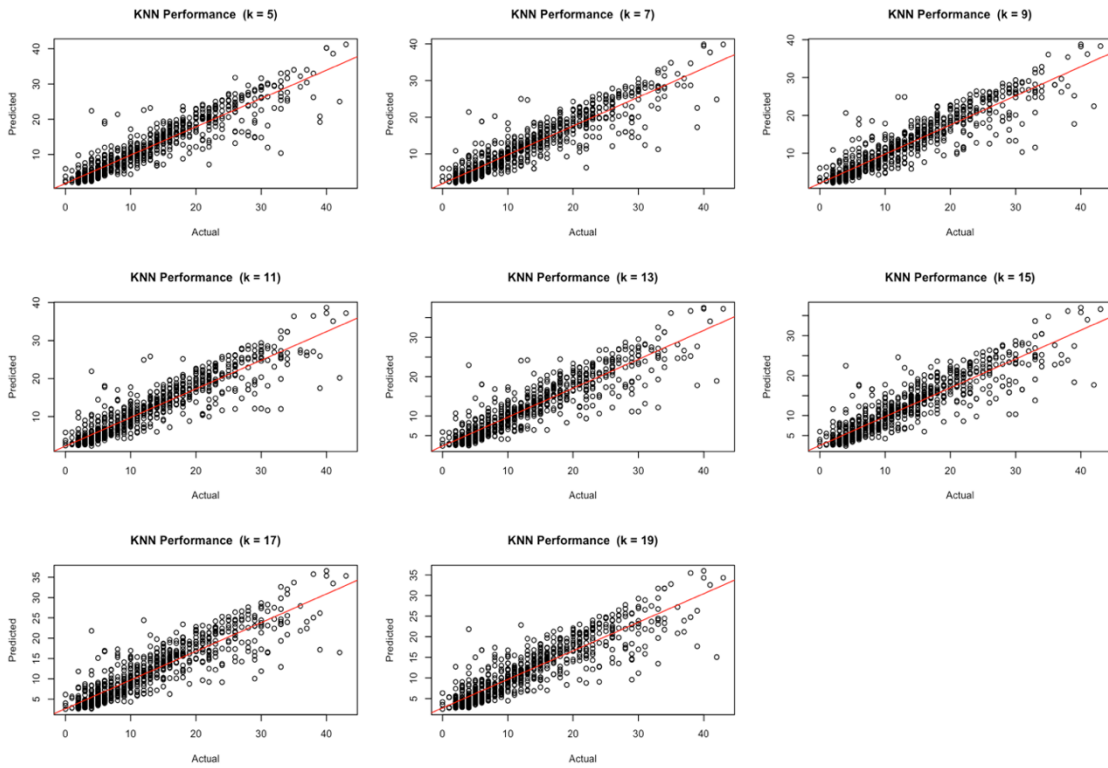 KNN Performance (k = 5)
40
30
20
10
Predicted
0 10 20 30 40
Actual
KNN Performance (k = 7)
40
30
20
10
Predicted
0 10 20 30 40
Actual
KNN Performance (k = 9)
40
30
20
10
Predicted
0 10 20 30 40
Actual
KNN Performance (k = 11)
40
30
20
10
Predicted
0 10 20 30 40
Actual
KNN Performance (k = 13)
30
20
10
5
Predicted
0 10 20 30 40
Actual
KNN Performance (k = 15)
30
20
10
5
Predicted
0 10 20 30 40
Actual
KNN Performance (k = 17)
35
25
20
15
10
5
Predicted
0 10 20 30 40
Actual
KNN Performance (k = 19)
35
25
20
15
10
5
Predicted
0 10 20 30 40
Actual